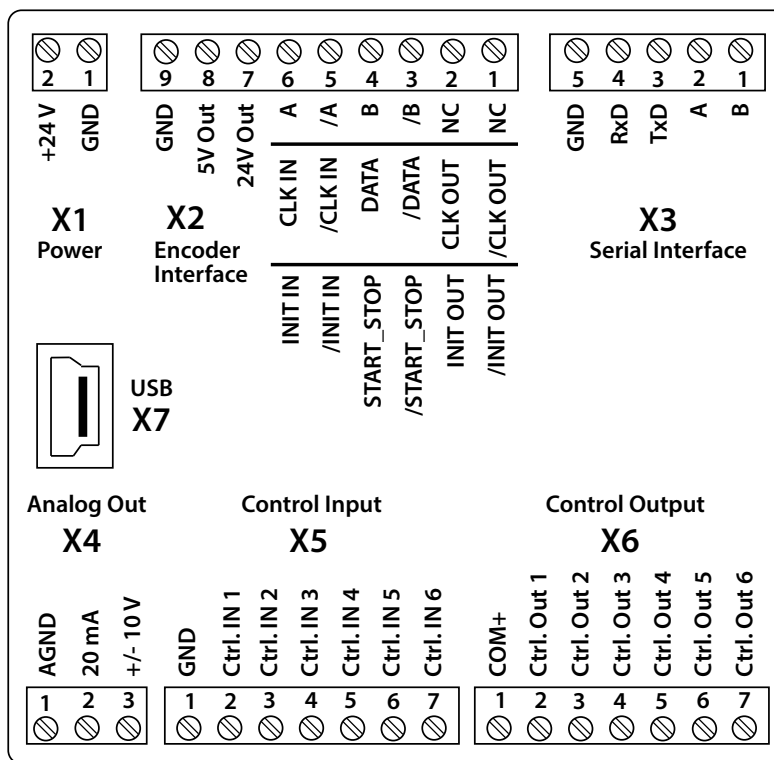 2 1
9 8 7 6 5 4 3 2 1
5 4 3 2 1
+24 V
GND
GND
5V Out
24V Out
A
/A
B
/B
NC
NC
GND
RxD
TxD
A
B
CLK IN
/CLK IN
DATA
/DATA
CLK OUT
/CLK OUT
X1
Power
X2
Encoder
Interface
X3
Serial Interface
INIT IN
/INIT IN
START_STOP
/START_STOP
INIT OUT
/INIT OUT
USB
X7
Analog Out
X4
Control Input
X5
Control Output
X6
AGND
20 mA
+/- 10 V
GND
Ctrl. IN 1
Ctrl. IN 2
Ctrl. IN 3
Ctrl. IN 4
Ctrl. IN 5
Ctrl. IN 6
COM+
Ctrl. Out 1
Ctrl. Out 2
Ctrl. Out 3
Ctrl. Out 4
Ctrl. Out 5
Ctrl. Out 6
1 2 3
1 2 3 4 5 6 7
1 2 3 4 5 6 7